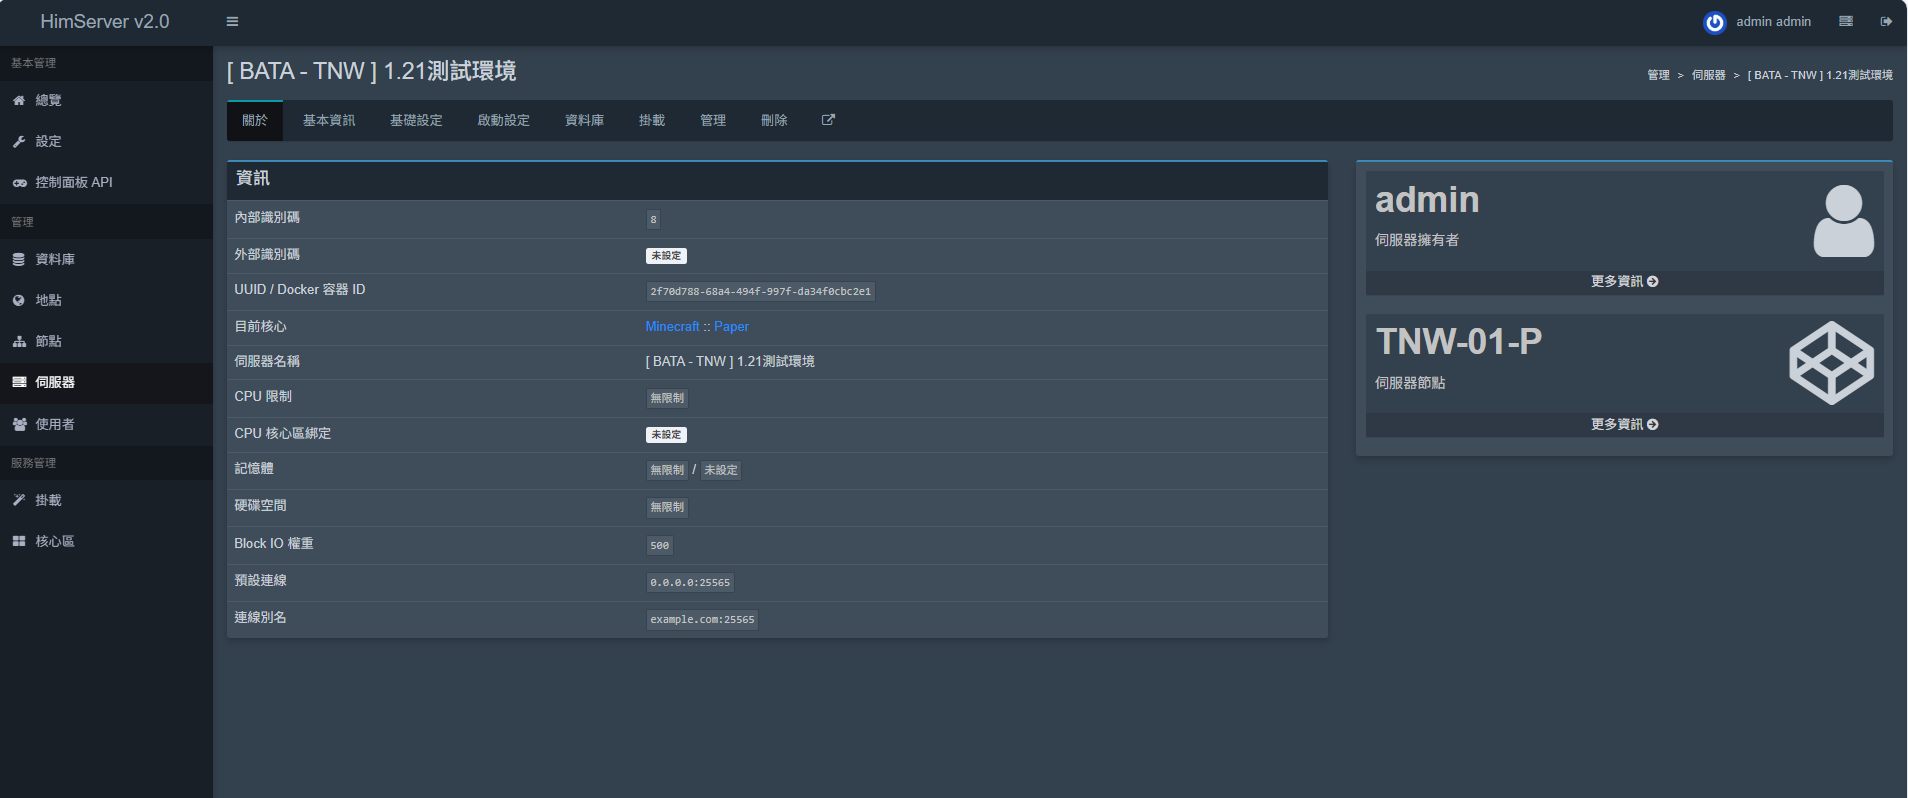 HimServer v2.0
admin admin
基本管理
總覽
設定
控制面板 API
管理
資料庫
地點
節點
伺服器
使用者
服務管理
掛載
核心區
[ BATA - TNW ] 1.21測試環境
管理 > 伺服器 > [ BATA - TNW ] 1.21測試環境
關於 基本資訊 基礎設定 啟動設定 資料庫 掛載 管理 刪除
資訊
內部識別碼 8
外部識別碼 未設定
UUID / Docker 容器 ID 2f70d788-68a4-494f-997f-da34f0cbc2e1
目前核心 Minecraft :: Paper
伺服器名稱 [ BATA - TNW ] 1.21測試環境
CPU 限制 無限制
CPU 核心區綁定 未設定
記憶體 無限制 / 未設定
硬碟空間 無限制
Block IO 權重 500
預設連線 0.0.0.0:25565
連線別名 example.com:25565
admin
伺服器擁有者
更多資訊
TNW-01-P
伺服器節點
更多資訊